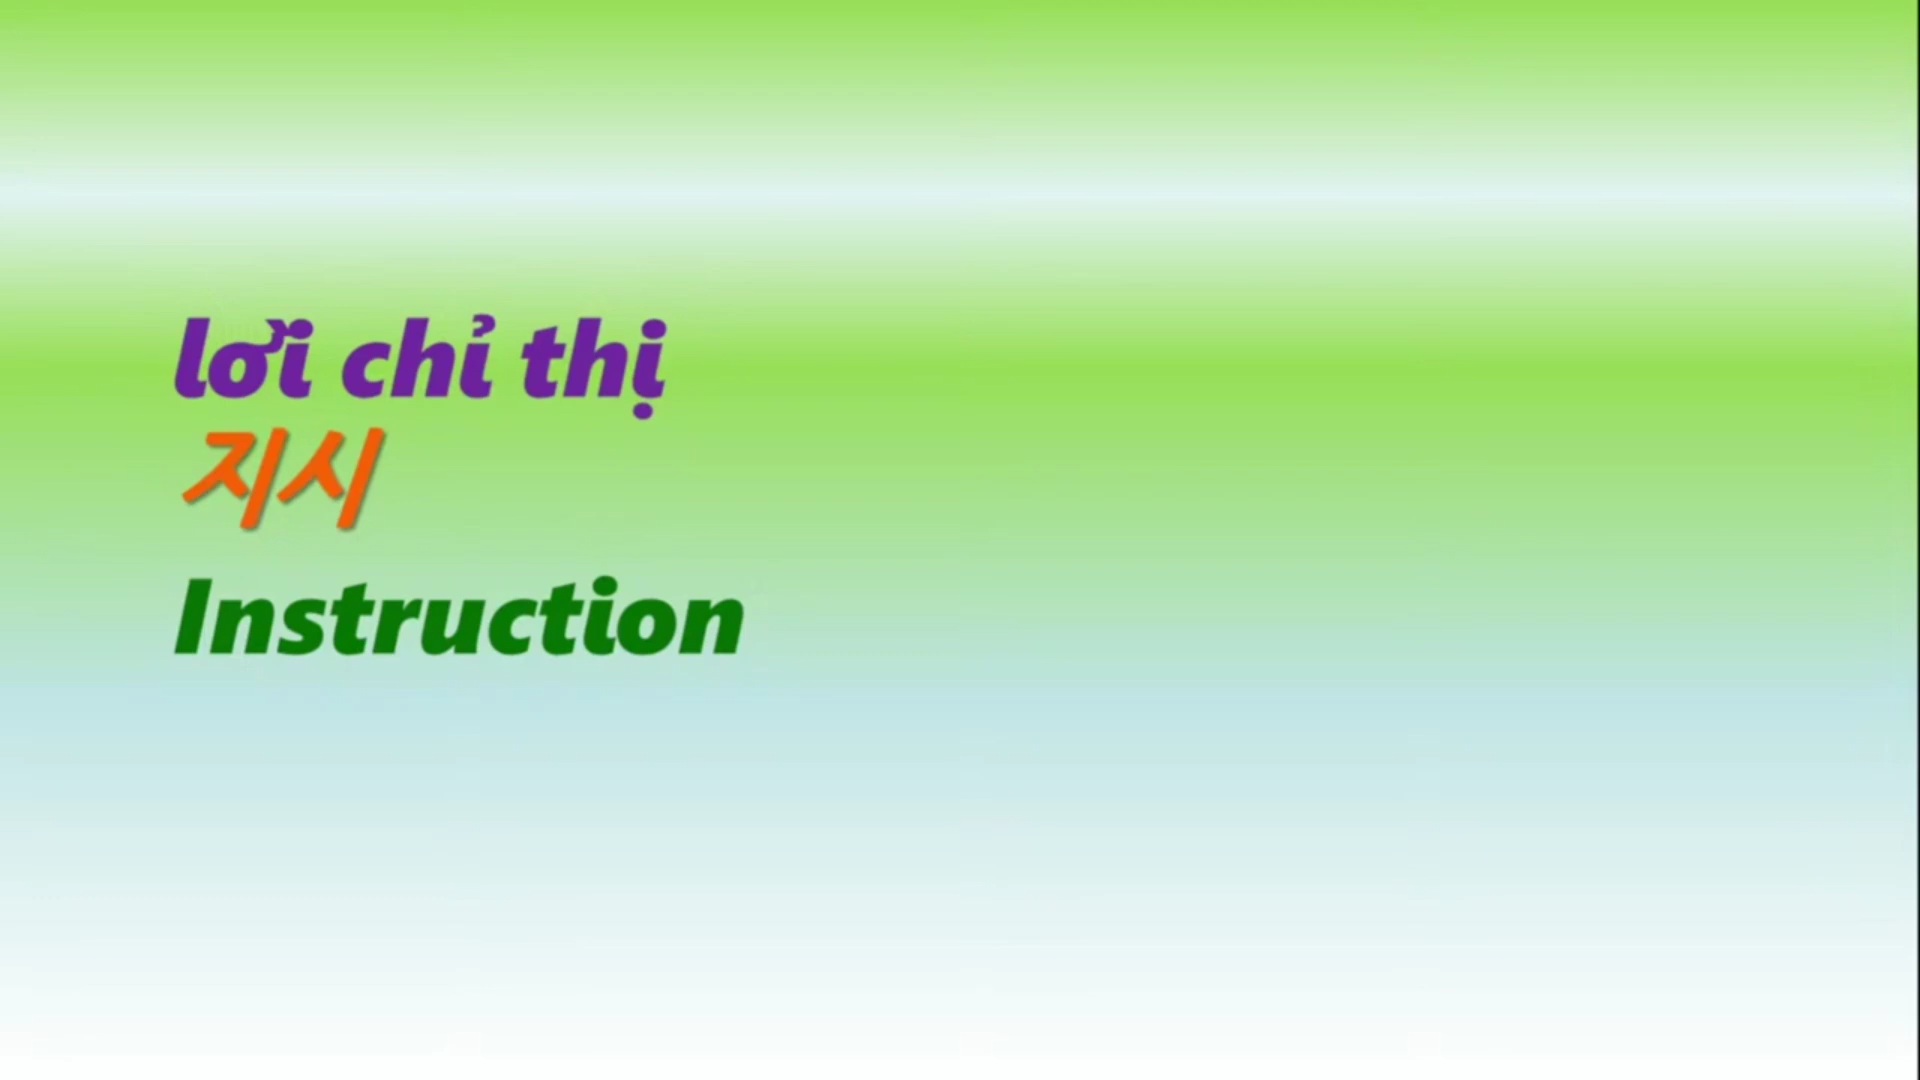 lời chỉ thị
지시
Instruction